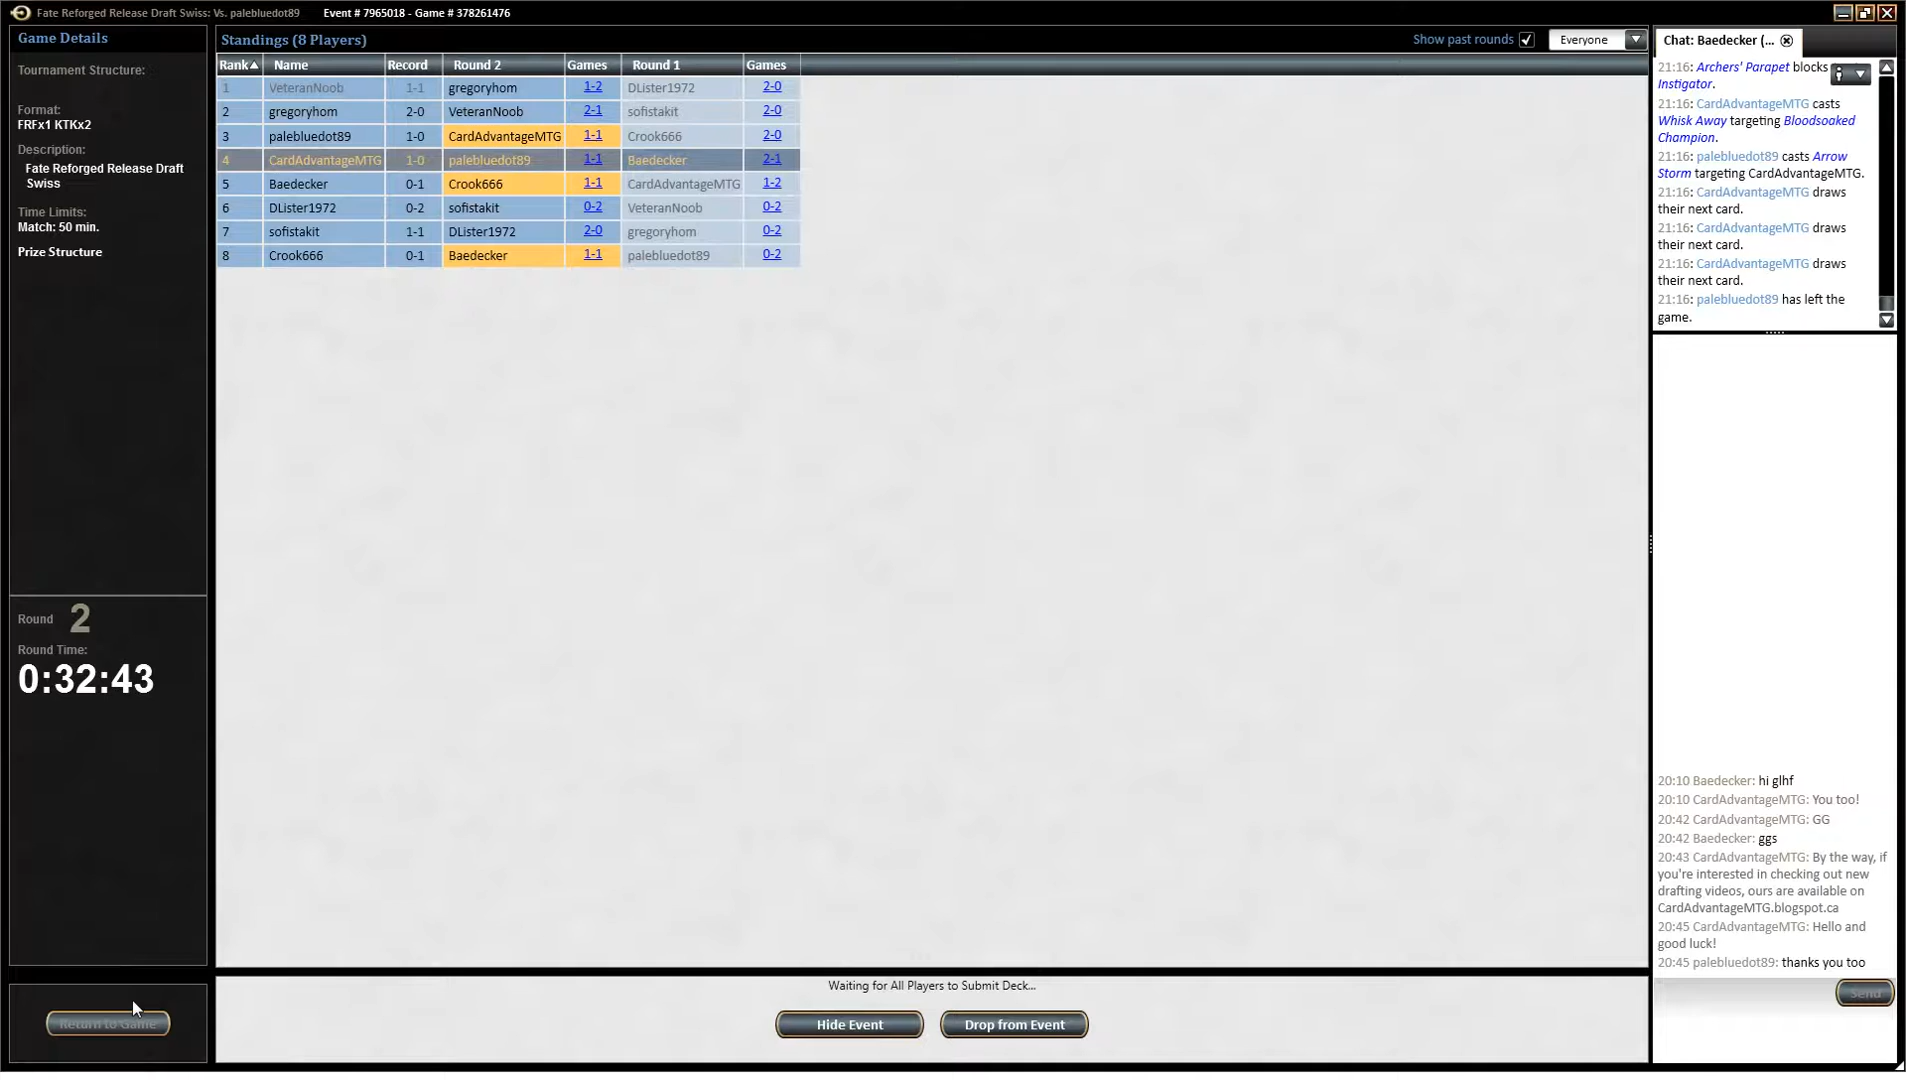 Fate Reforged Release Draft Swiss: Vs. palebluedot89 Event # 7965018 - Game # 378261476
Game Details
Tournament Structure:
Format:
FRFx1 KTKx2
Description:
Fate Reforged Release Draft
Swiss
Time Limits:
Match: 50 min.
Prize Structure
Round 2
Round Time:
0:32:43
Return to Game
Standings (8 Players) Show past rounds Everyone
Rank Name Record Round 2 Games Round 1 Games
1 VeteranNoob 1-1 gregoryhom 1-2 DLister1972 2-0
2 gregoryhom 2-0 VeteranNoob 2-1 sofistakit 2-0
3 palebluedot89 1-0 CardAdvantageMTG 1-1 Crook666 2-0
4 CardAdvantageMTG 1-0 palebluedot89 1-1 Baedecker 2-1
5 Baedecker 0-1 Crook666 1-1 CardAdvantageMTG 1-2
6 DLister1972 0-2 sofistakit 0-2 VeteranNoob 0-2
7 sofistakit 1-1 DLister1972 2-0 gregoryhom 0-2
8 Crook666 0-1 Baedecker 1-1 palebluedot89 0-2
Waiting for All Players to Submit Deck...
Hide Event Drop from Event
Chat: Baedecker (...
21:16: Archers' Parapet blocks
Instigator.
21:16: CardAdvantageMTG casts
Whisk Away targeting Bloodsoaked
Champion.
21:16: palebluedot89 casts Arrow
Storm targeting CardAdvantageMTG.
21:16: CardAdvantageMTG draws
their next card.
21:16: CardAdvantageMTG draws
their next card.
21:16: CardAdvantageMTG draws
their next card.
21:16: palebluedot89 has left the
game.
20:10 Baedecker: hi glhf
20:10 CardAdvantageMTG: You too!
20:42 CardAdvantageMTG: GG
20:42 Baedecker: ggs
20:43 CardAdvantageMTG: By the way, if
you're interested in checking out new
drafting videos, ours are available on
CardAdvantageMTG.blogspot.ca
20:45 CardAdvantageMTG: Hello and
good luck!
20:45 palebluedot89: thanks you too
Send